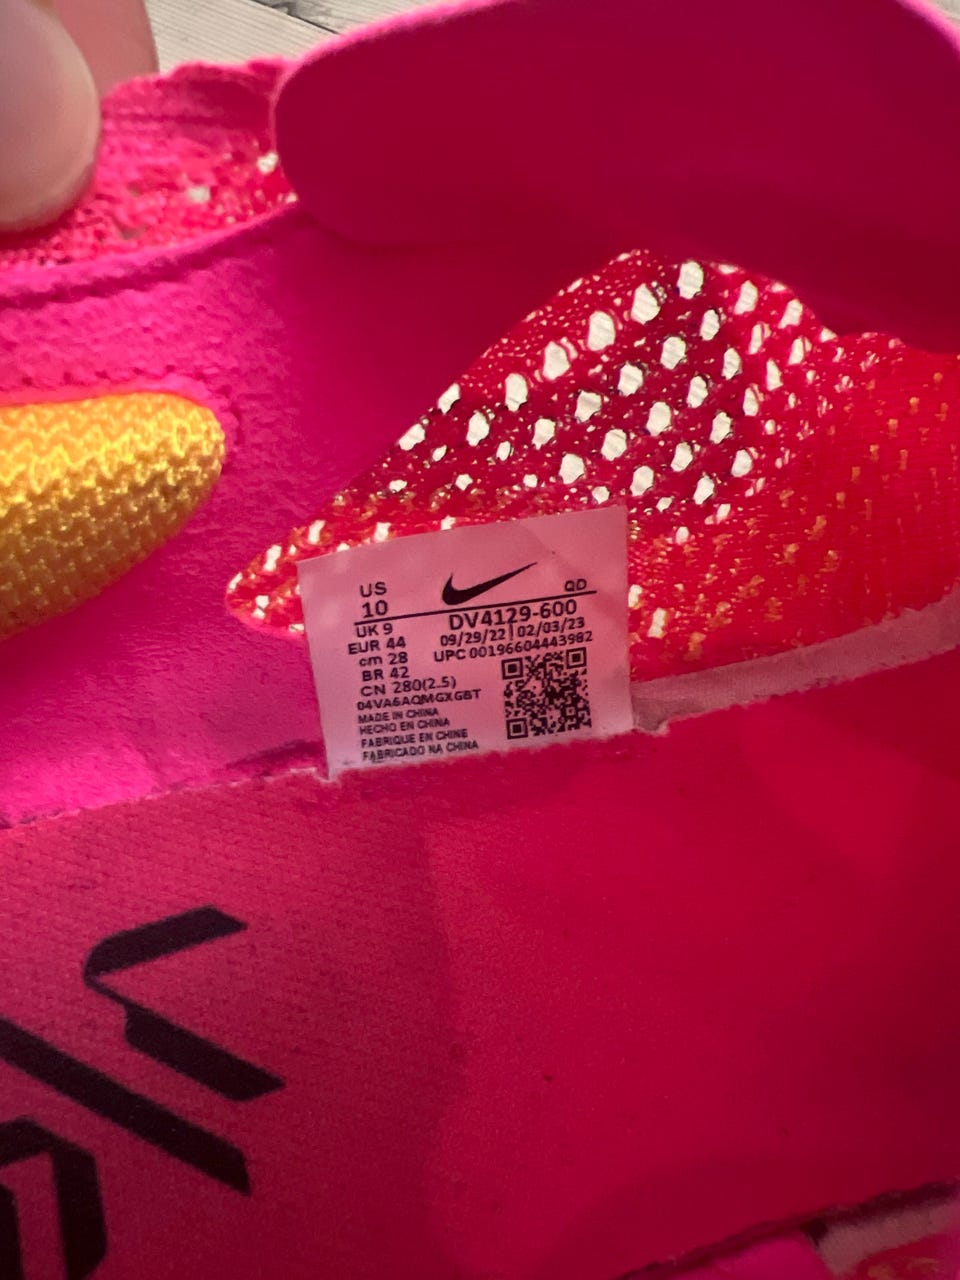 US
10
QD
UK 9
DV4129-600
EUR 44
09/29/22 | 02/03/23
cm 28
UPC 00196604443982
BR 42
CN 280(2.5)
04VA6AQMGXGBT
MADE IN CHINA
HECHO EN CHINA
FABRIQUE EN CHINE
FABRICADO NA CHINA